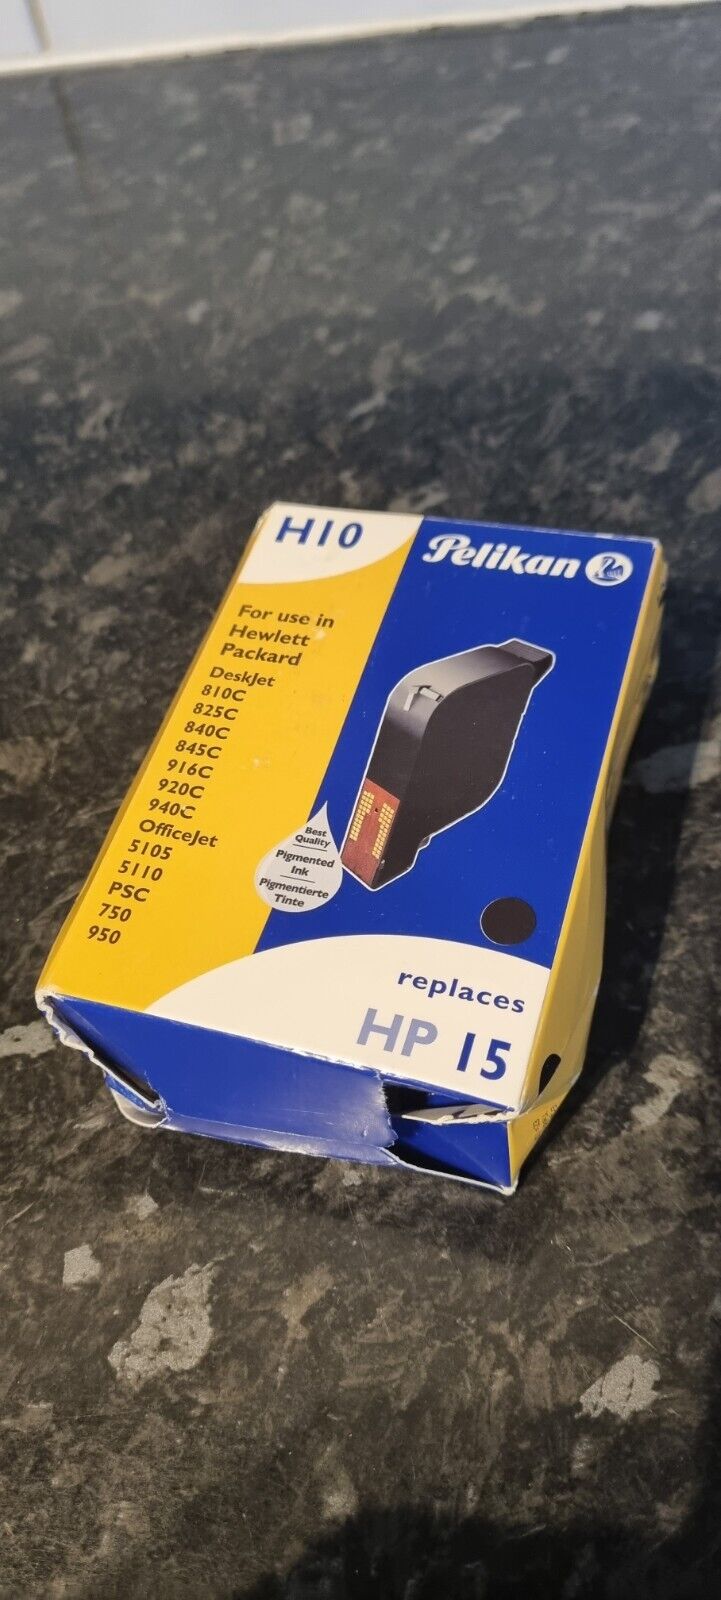 H10
Pelikan
For use in
Hewlett
Packard
DeskJet
810C
825C
840C
845C
916C
920C
940C
OfficeJet
5105
5110
PSC
750
950
Best
Quality
Pigmented
Ink
Pigmentierte
Tinte
replaces
HP 15